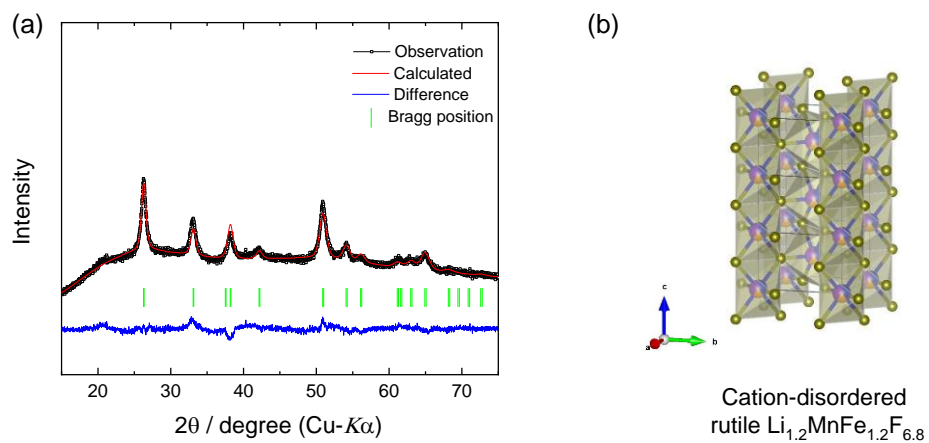 (a)
Observation
Calculated
Difference
Bragg position
Intensity
20 30 40 50 60 70
2θ / degree (Cu-Kα)
(b)
c
a
b
Cation-disordered
rutile Li1.2MnFe1.2F6.8